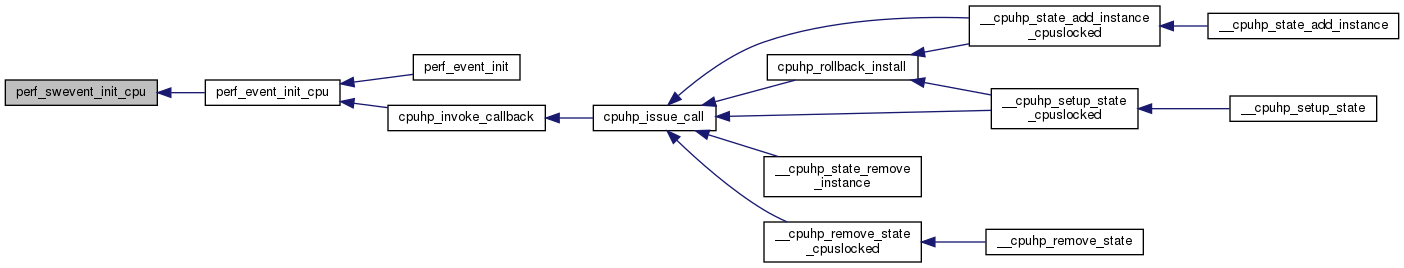 perf_swevent_init_cpu
perf_event_init_cpu
perf_event_init
cpuhp_invoke_callback
cpuhp_issue_call
__cpuhp_state_add_instance
_cpuslocked
__cpuhp_state_add_instance
cpuhp_rollback_install
__cpuhp_setup_state
_cpuslocked
__cpuhp_setup_state
__cpuhp_state_remove
_instance
__cpuhp_remove_state
_cpuslocked
__cpuhp_remove_state